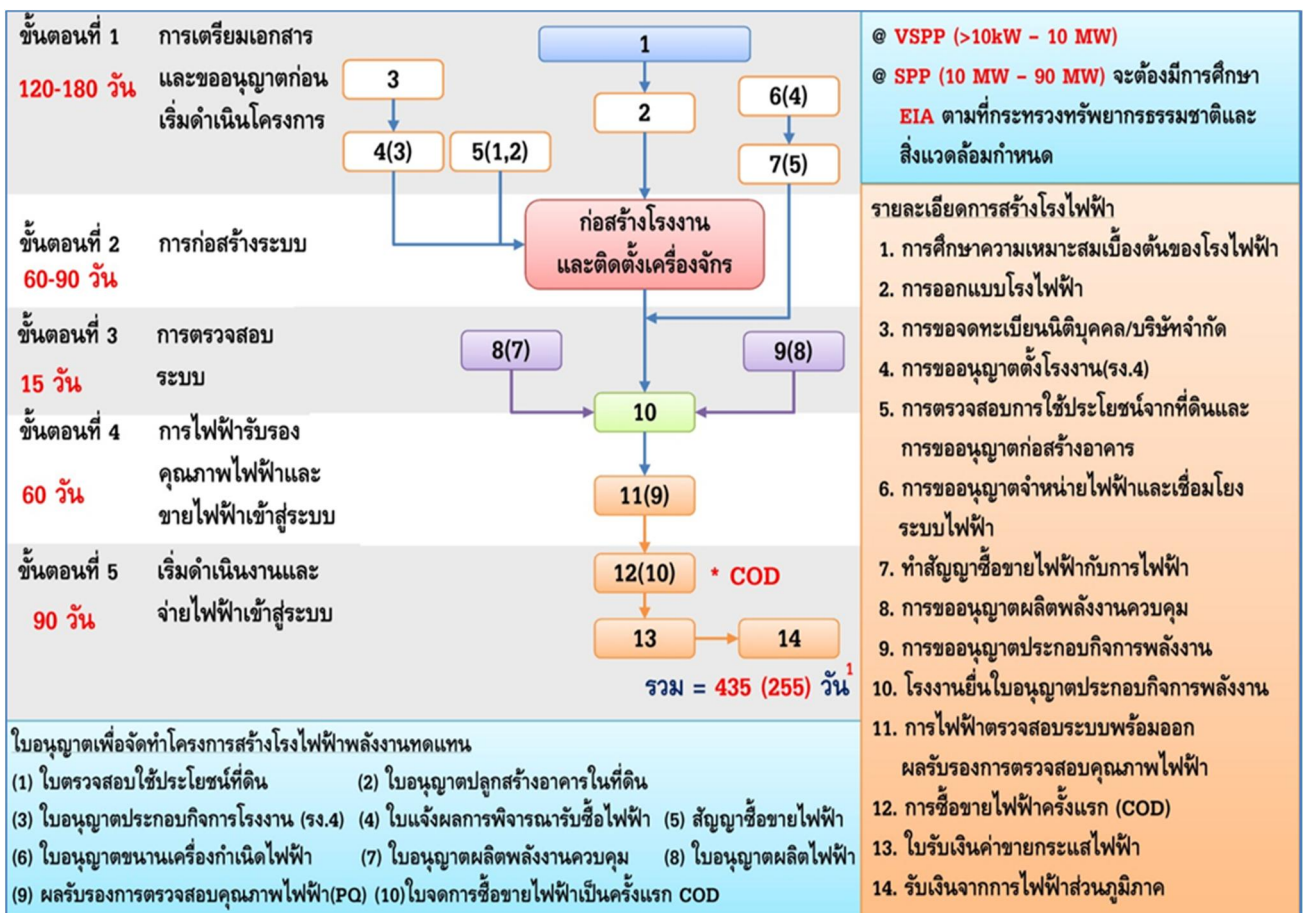 ขั้นตอนที่ 1 การเตรียมเอกสาร
120-180 วัน และขออนุญาตก่อน
เริ่มดำเนินโครงการ
1
3
2
6(4)
4(3)
5(1,2)
7(5)
ขั้นตอนที่ 2 การก่อสร้างระบบ
60-90 วัน
ก่อสร้างโรงงาน
และติดตั้งเครื่องจักร
ขั้นตอนที่ 3 การตรวจสอบ
15 วัน ระบบ
8(7)
9(8)
10
ขั้นตอนที่ 4 การไฟฟ้ารับรอง
คุณภาพไฟฟ้าและ
60 วัน
ขายไฟฟ้าเข้าสู่ระบบ
11(9)
ขั้นตอนที่ 5 เริ่มดำเนินงานและ
90 วัน จ่ายไฟฟ้าเข้าสู่ระบบ
12(10) * COD
13
14
รวม = 435 (255) วัน1
@ VSPP (>10kW – 10 MW)
@ SPP (10 MW – 90 MW) จะต้องมีการศึกษา
EIA ตามที่กระทรวงทรัพยากรธรรมชาติและ
สิ่งแวดล้อมกำหนด
รายละเอียดการสร้างโรงไฟฟ้า
1. การศึกษาความเหมาะสมเบื้องต้นของโรงไฟฟ้า
2. การออกแบบโรงไฟฟ้า
3. การขอจดทะเบียนนิติบุคคล/บริษัทจำกัด
4. การขออนุญาตตั้งโรงงาน(รง.4)
5. การตรวจสอบการใช้ประโยชน์จากที่ดินและ
การขออนุญาตก่อสร้างอาคาร
6. การขออนุญาตจำหน่ายไฟฟ้าและเชื่อมโยง
ระบบไฟฟ้า
7. ทำสัญญาซื้อขายไฟฟ้ากับการไฟฟ้า
8. การขออนุญาตผลิตพลังงานควบคุม
9. การขออนุญาตประกอบกิจการพลังงาน
10. โรงงานยื่นใบอนุญาตประกอบกิจการพลังงาน
11. การไฟฟ้าตรวจสอบระบบพร้อมออก
ผลรับรองการตรวจสอบคุณภาพไฟฟ้า
12. การซื้อขายไฟฟ้าครั้งแรก (COD)
13. ใบรับเงินค่าขายกระแสไฟฟ้า
14. รับเงินจากการไฟฟ้าส่วนภูมิภาค
ใบอนุญาตเพื่อจัดทำโครงการสร้างโรงไฟฟ้าพลังงานทดแทน
(1) ใบตรวจสอบใช้ประโยชน์ที่ดิน (2) ใบอนุญาตปลูกสร้างอาคารในที่ดิน
(3) ใบอนุญาตประกอบกิจการโรงงาน (รง.4) (4) ใบแจ้งผลการพิจารณารับซื้อไฟฟ้า (5) สัญญาซื้อขายไฟฟ้า
(6) ใบอนุญาตขนานเครื่องกำเนิดไฟฟ้า (7) ใบอนุญาตผลิตพลังงานควบคุม (8) ใบอนุญาตผลิตไฟฟ้า
(9) ผลรับรองการตรวจสอบคุณภาพไฟฟ้า(PQ) (10)ใบจดการซื้อขายไฟฟ้าเป็นครั้งแรก COD